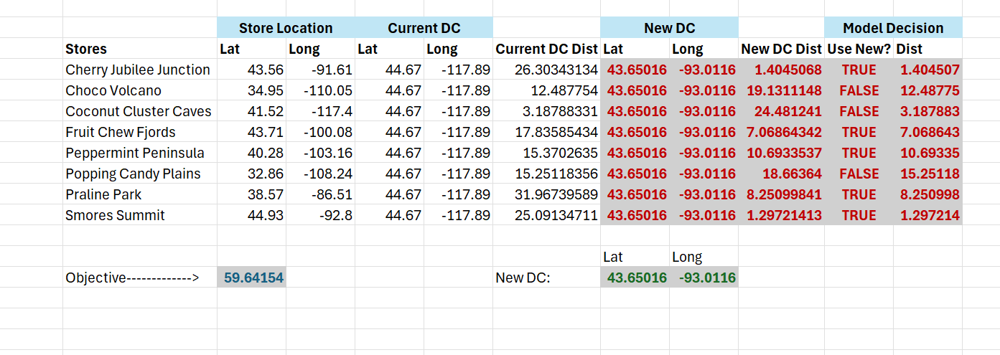 Store Location Current DC New DC Model Decision
Stores Lat Long Lat Long Current DC Dist Lat Long New DC Dist Use New? Dist
Cherry Jubilee Junction 43.56 -91.61 44.67 -117.89 26.30343134 43.65016 -93.0116 1.4045068 TRUE 1.404507
Choco Volcano 34.95 -110.05 44.67 -117.89 12.487754 43.65016 -93.0116 19.1311148 FALSE 12.48775
Coconut Cluster Caves 41.52 -117.4 44.67 -117.89 3.18788331 43.65016 -93.0116 24.481241 FALSE 3.187883
Fruit Chew Fjords 43.71 -100.08 44.67 -117.89 17.83585434 43.65016 -93.0116 7.06864342 TRUE 7.068643
Peppermint Peninsula 40.28 -103.16 44.67 -117.89 15.3702635 43.65016 -93.0116 10.6933537 TRUE 10.69335
Popping Candy Plains 32.86 -108.24 44.67 -117.89 15.25118356 43.65016 -93.0116 18.66364 FALSE 15.25118
Praline Park 38.57 -86.51 44.67 -117.89 31.96739589 43.65016 -93.0116 8.25099841 TRUE 8.250998
Smores Summit 44.93 -92.8 44.67 -117.89 25.09134711 43.65016 -93.0116 1.29721413 TRUE 1.297214
Lat Long
Objective-------------> 59.64154 New DC: 43.65016 -93.0116